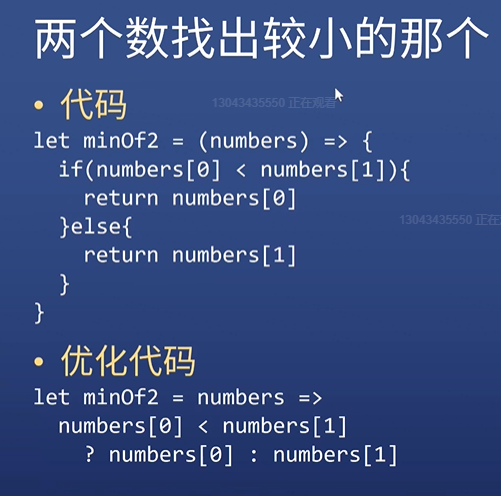 两个数找出较小的那个
• 代码
13043435550 正在观看
let minOf2 = (numbers) => {
  if(numbers[0] < numbers[1]){
    return numbers[0]
  }else{
13043435550 正在
    return numbers[1]
  }
}
• 优化代码
let minOf2 = numbers =>
  numbers[0] < numbers[1]
    ? numbers[0] : numbers[1]